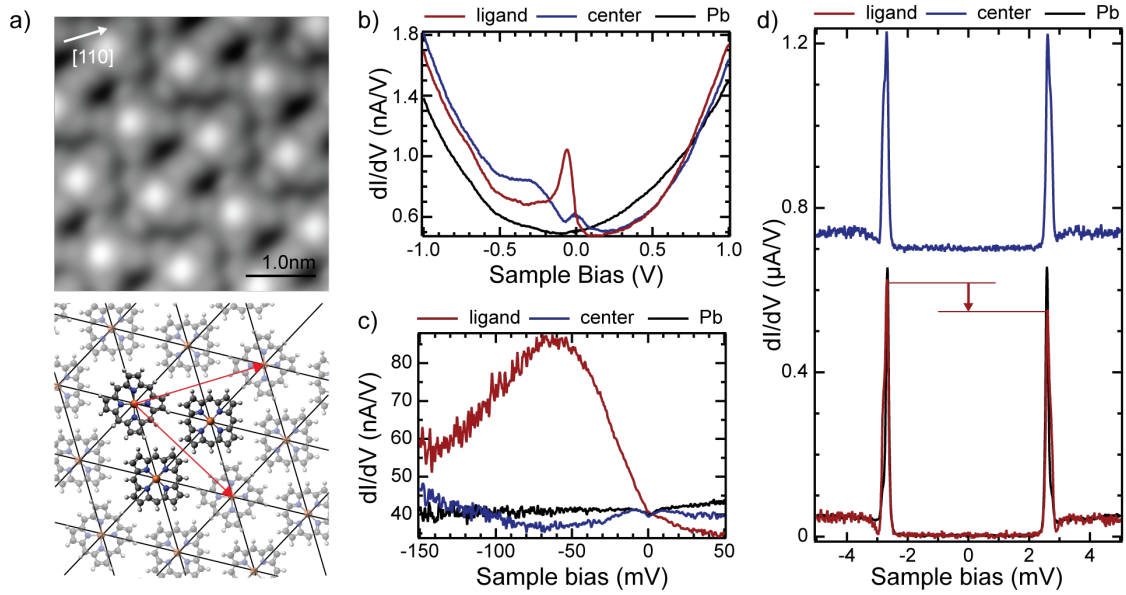 a)
[110]
1.0nm
b)
ligand center Pb
dI/dV (nA/V)
1.8
1.4
1.0
0.6
-1.0 -0.5 0.0 0.5 1.0
Sample Bias (V)
c)
ligand center Pb
dI/dV (nA/V)
80
70
60
50
40
-150 -100 -50 0 50
Sample bias (mV)
d)
ligand center Pb
dI/dV (µA/V)
1.2
0.8
0.4
0
-4 -2 0 2 4
Sample bias (mV)